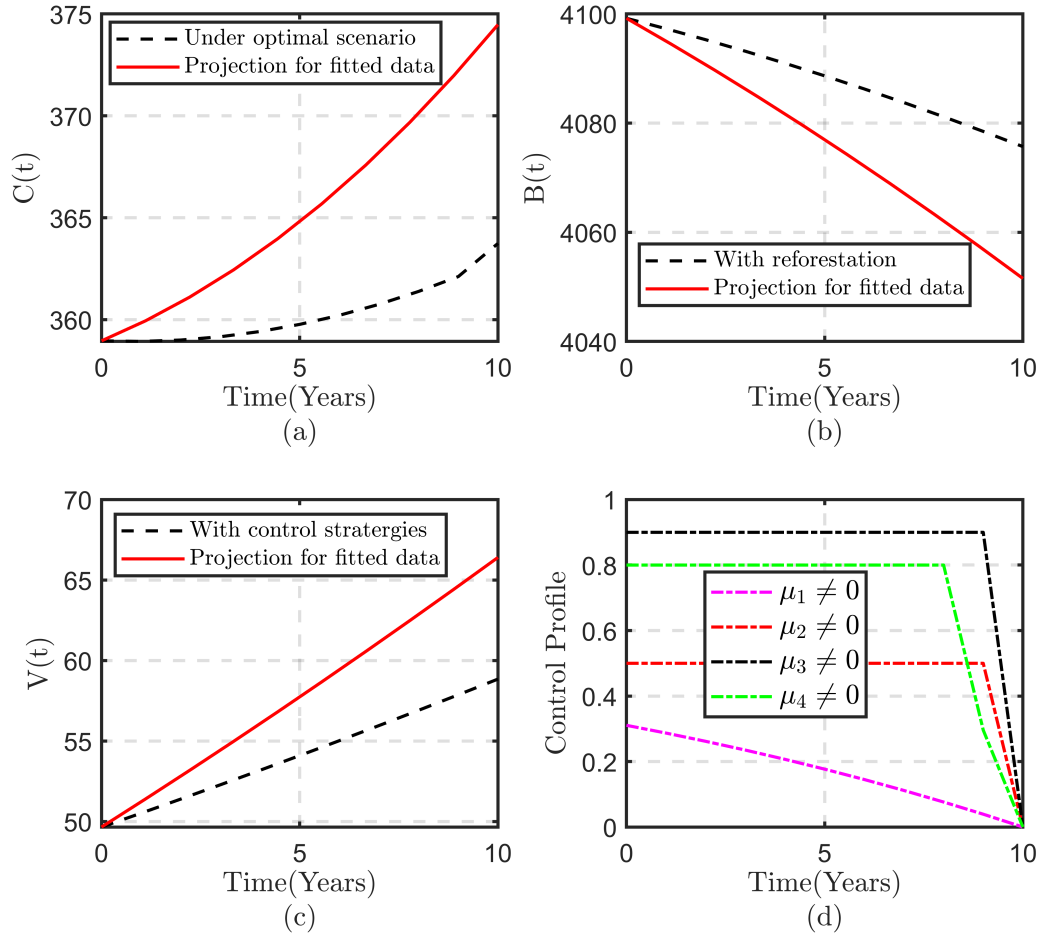 375
370
365
360
C(t)
Under optimal scenario
Projection for fitted data
0
5
10
Time(Years)
(a)
4100
4080
4060
4040
B(t)
With reforestation
Projection for fitted data
0
5
10
Time(Years)
(b)
70
65
60
55
50
V(t)
With control stratergies
Projection for fitted data
0
5
10
Time(Years)
(c)
1
0.8
0.6
0.4
0.2
0
Control Profile
μ₁ ≠ 0
μ₂ ≠ 0
μ₃ ≠ 0
μ₄ ≠ 0
0
5
10
Time(Years)
(d)